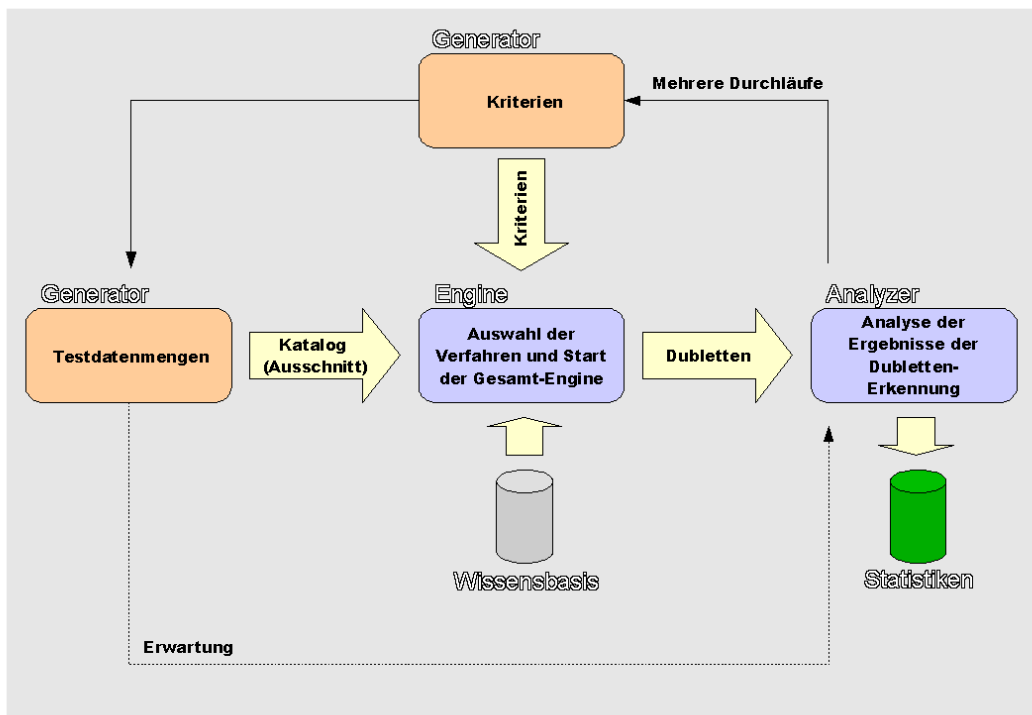 Generator
Kriterien
Mehrere Durchläufe
Kriterien
Generator
Testdatenmengen
Katalog
(Ausschnitt)
Engine
Auswahl der
Verfahren und Start
der Gesamt-Engine
Dubletten
Analyzer
Analyse der
Ergebnisse der
Dubletten-
Erkennung
Wissensbasis
Statistiken
Erwartung